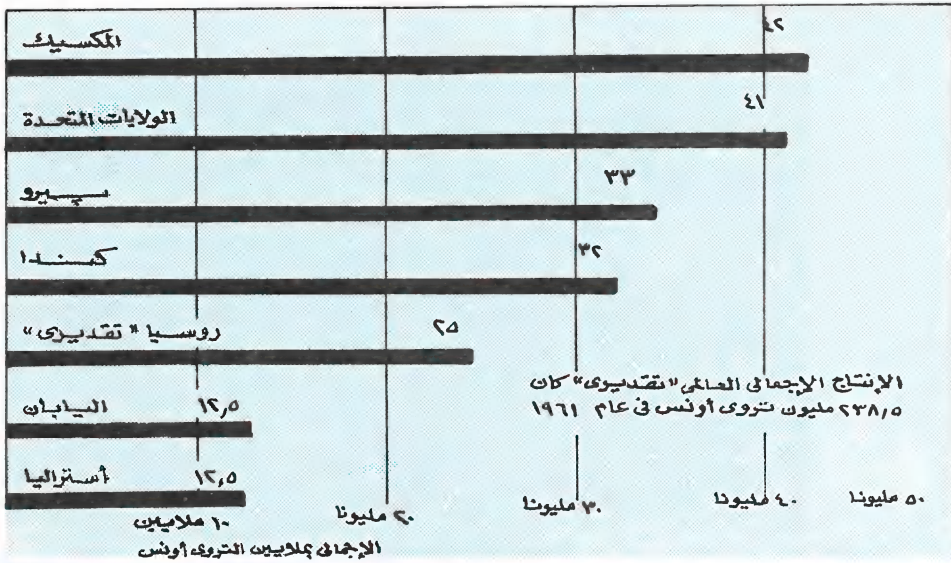 المكسيك
٤٢
الولايات المتحدة
٤١
پيرو
٣٣
كندا
٣٢
روسيا "تقديرى"
٢٥
اليابان
١٢,٥
أستراليا
١٢,٥
الإنتاج الإجمالى العالمى "تقديرى" كان
٢٣٨,٥ مليون تروى أونس فى عام ١٩٦١
١٠ ملايين
٢٠ مليونا
٣٠ مليونا
٤٠ مليونا
٥٠ مليونا
الإجمالى بملايين التروى أونس